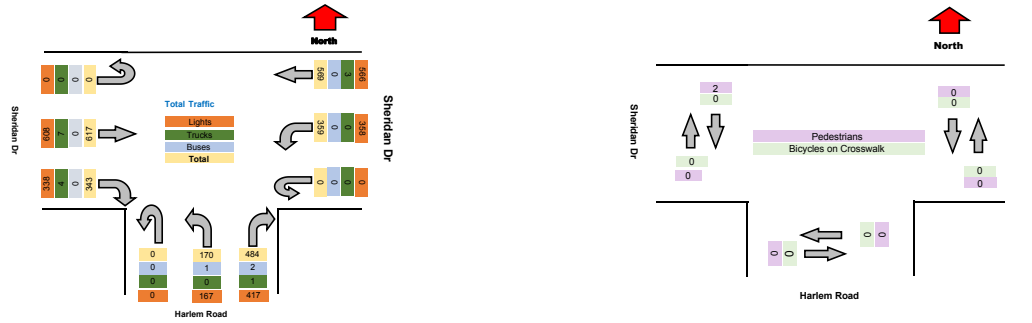 North
Sheridan Dr
0 0 0 0
608 7 0 617
338 4 0 343
Total Traffic
Lights
Trucks
Buses
Total
569 0 3 566
359 0 0 358
0 0 0 0
Sheridan Dr
0 170 484
0 1 2
0 0 1
0 167 417
Harlem Road
North
Sheridan Dr
2
0
0
0
Pedestrians
Bicycles on Crosswalk
0
0
0
0
0 0
0 0
Harlem Road